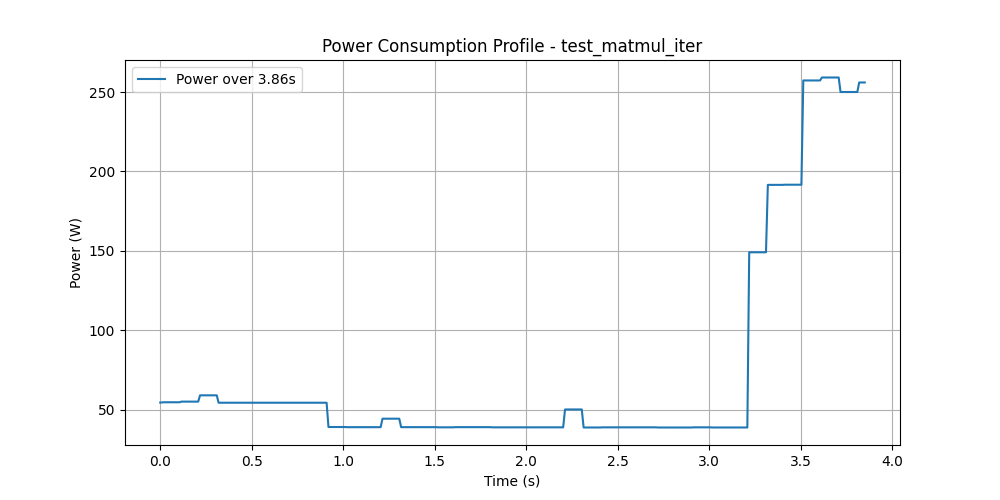 Power Consumption Profile - test_matmul_iter
Power over 3.86s
Power (W)
250
200
150
100
50
0.0 0.5 1.0 1.5 2.0 2.5 3.0 3.5 4.0
Time (s)